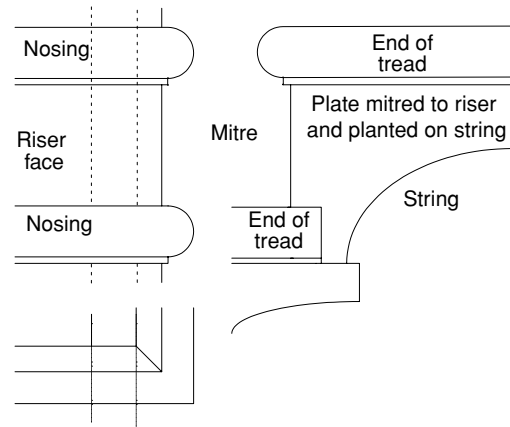 Nosing
End of
tread
Plate mitred to riser
and planted on string
Mitre
Riser
face
String
Nosing
End of
tread